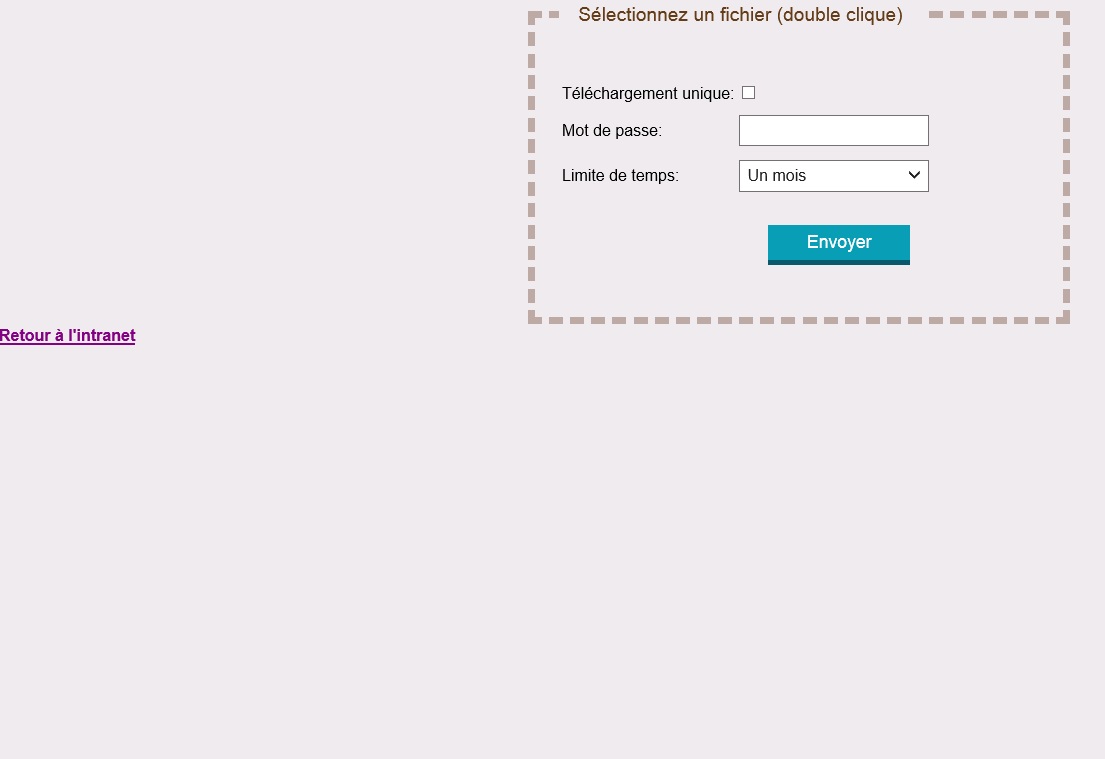 Sélectionnez un fichier (double clique)
Téléchargement unique:
Mot de passe:
Limite de temps: Un mois
Envoyer
Retour à l'intranet